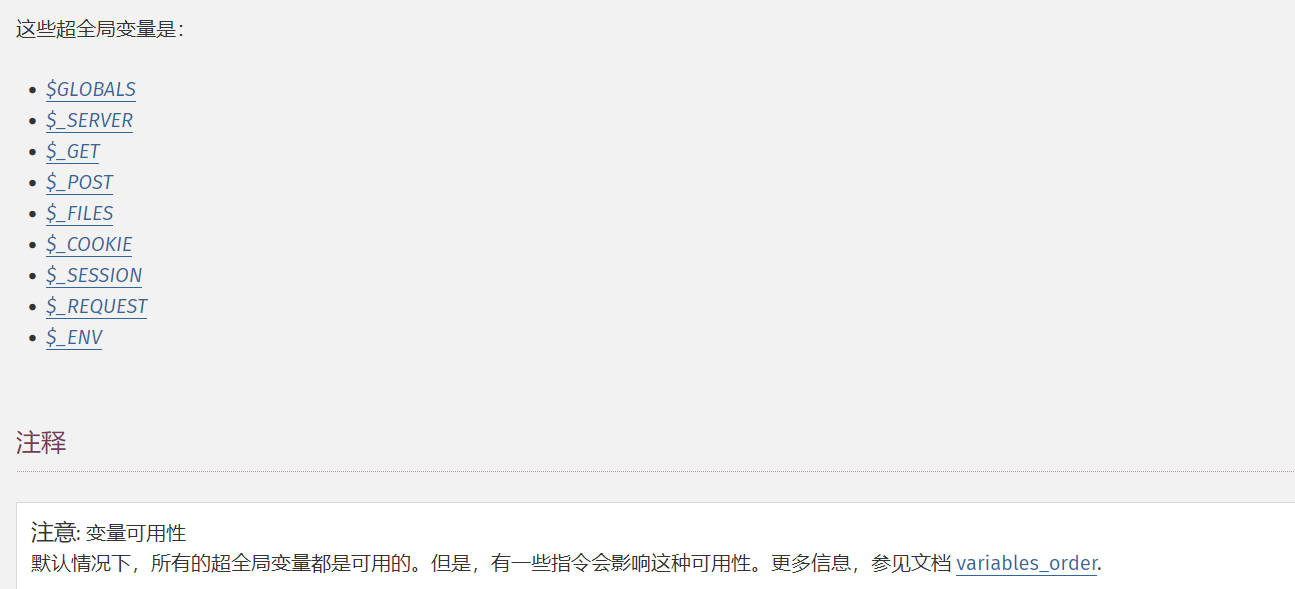 这些超全局变量是：
• $GLOBALS
• $_SERVER
• $_GET
• $_POST
• $_FILES
• $_COOKIE
• $_SESSION
• $_REQUEST
• $_ENV
注释
注意: 变量可用性
默认情况下，所有的超全局变量都是可用的。但是，有一些指令会影响这种可用性。更多信息，参见文档 variables_order.